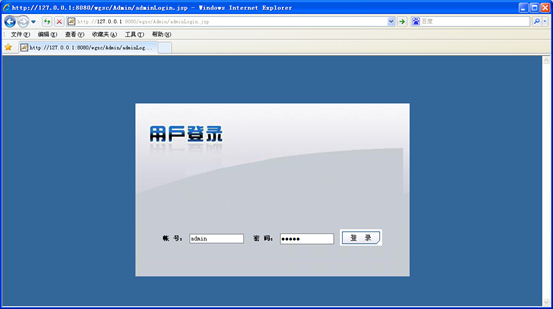 http://127.0.0.1:8080/wgsc/Admin/adminLogin.jsp - Windows Internet Explorer
http://127.0.0.1:8080/wgsc/Admin/adminLogin.jsp
百度
文件(F) 编辑(E) 查看(V) 收藏夹(A) 工具(T) 帮助(H)
http://127.0.0.1:8080/wgsc/Admin/adminLog...
用戶登录
帐 号: admin 密 码: ●●●●● 登 录